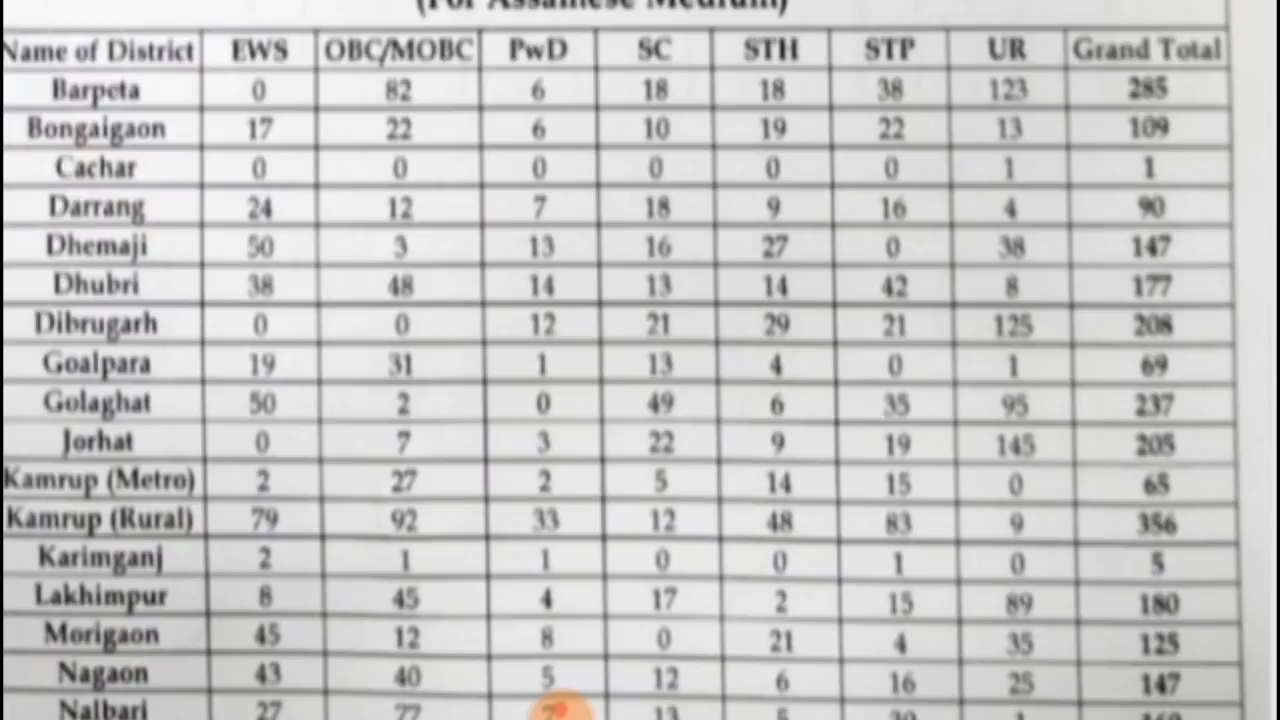 (For Assamese Medium)
Name of District EWS OBC/MOBC PwD SC STH STP UR Grand Total
Barpeta 0 82 6 18 18 38 123 285
Bongaigaon 17 22 6 10 19 22 13 109
Cachar 0 0 0 0 0 0 1 1
Darrang 24 12 7 18 9 16 4 90
Dhemaji 50 3 13 16 27 0 38 147
Dhubri 38 48 14 13 14 42 8 177
Dibrugarh 0 0 12 21 29 21 125 208
Goalpara 19 31 1 13 4 0 1 69
Golaghat 50 2 0 49 6 35 95 237
Jorhat 0 7 3 22 9 19 145 205
Kamrup (Metro) 2 27 2 5 14 15 0 65
Kamrup (Rural) 79 92 33 12 48 83 9 356
Karimganj 2 1 1 0 0 1 0 5
Lakhimpur 8 45 4 17 2 15 89 180
Morigaon 45 12 8 0 21 4 35 125
Nagaon 43 40 5 12 6 16 25 147
Nalbari 27 77 7 13 5